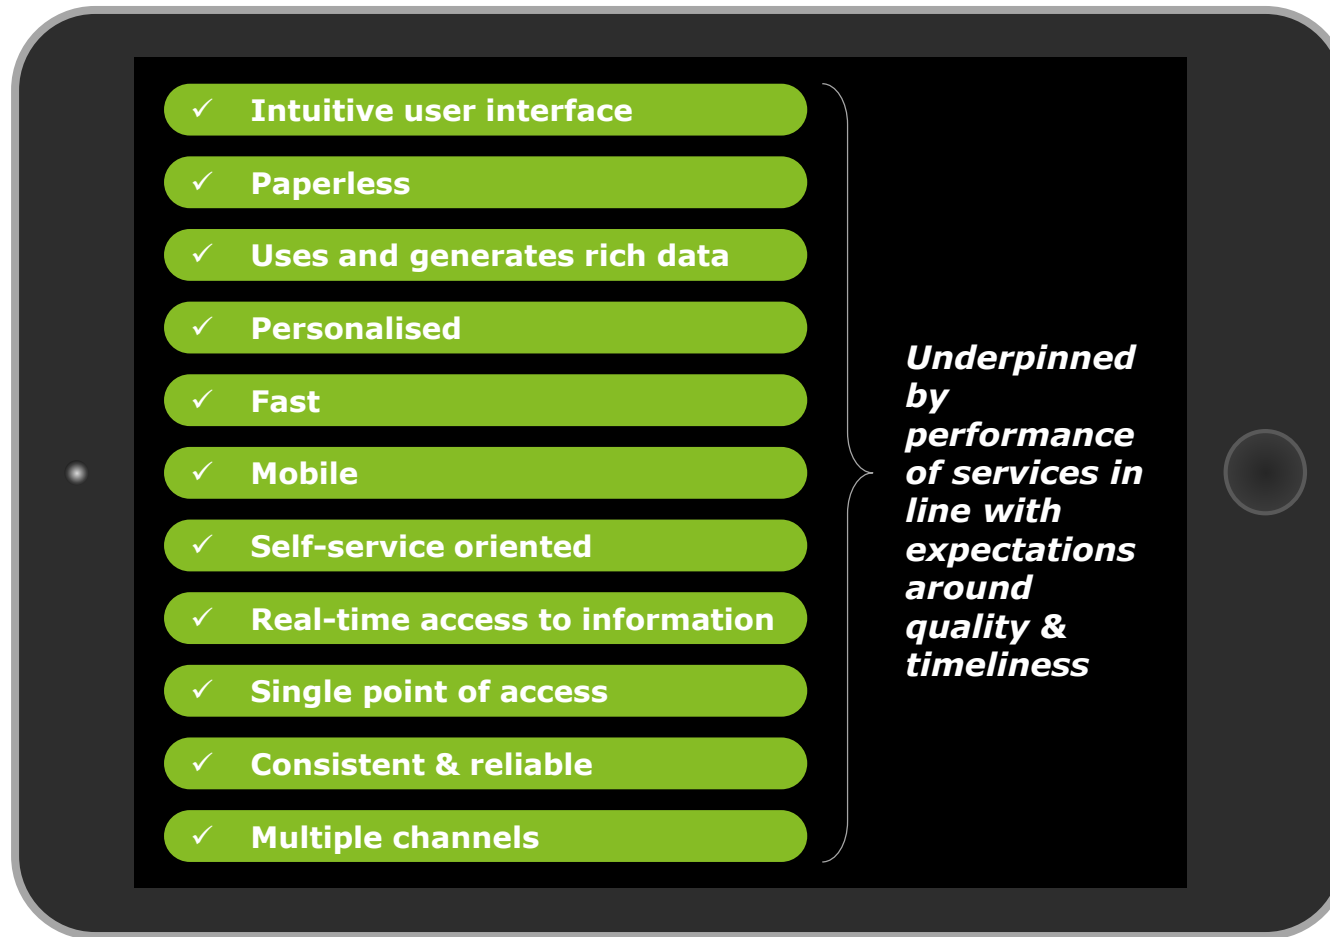 ✓ Intuitive user interface
✓ Paperless
✓ Uses and generates rich data
✓ Personalised
✓ Fast
✓ Mobile
✓ Self-service oriented
✓ Real-time access to information
✓ Single point of access
✓ Consistent & reliable
✓ Multiple channels
Underpinned
by
performance
of services in
line with
expectations
around
quality &
timeliness